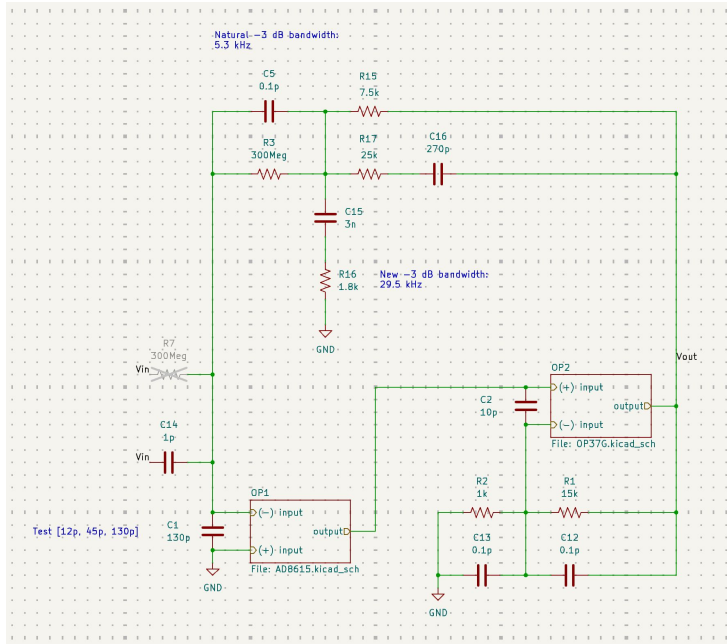 Natural -3 dB bandwidth:
5.3 kHz
C5
0.1p
R15
7.5k
R3
300Meg
R17
25k
C16
270p
C15
3n
R16
1.8k
New -3 dB bandwidth:
29.5 kHz
GND
R7
300Meg
Vin
Vout
OP2
(+) input
C2
10p
output
(-) input
File: OP37G.kicad_sch
C14
1p
Vin
R2
1k
R1
15k
OP1
(-) input
Test [12p, 45p, 130p]
C1
130p
output
(+) input
File: AD8615.kicad_sch
C13
0.1p
C12
0.1p
GND
GND